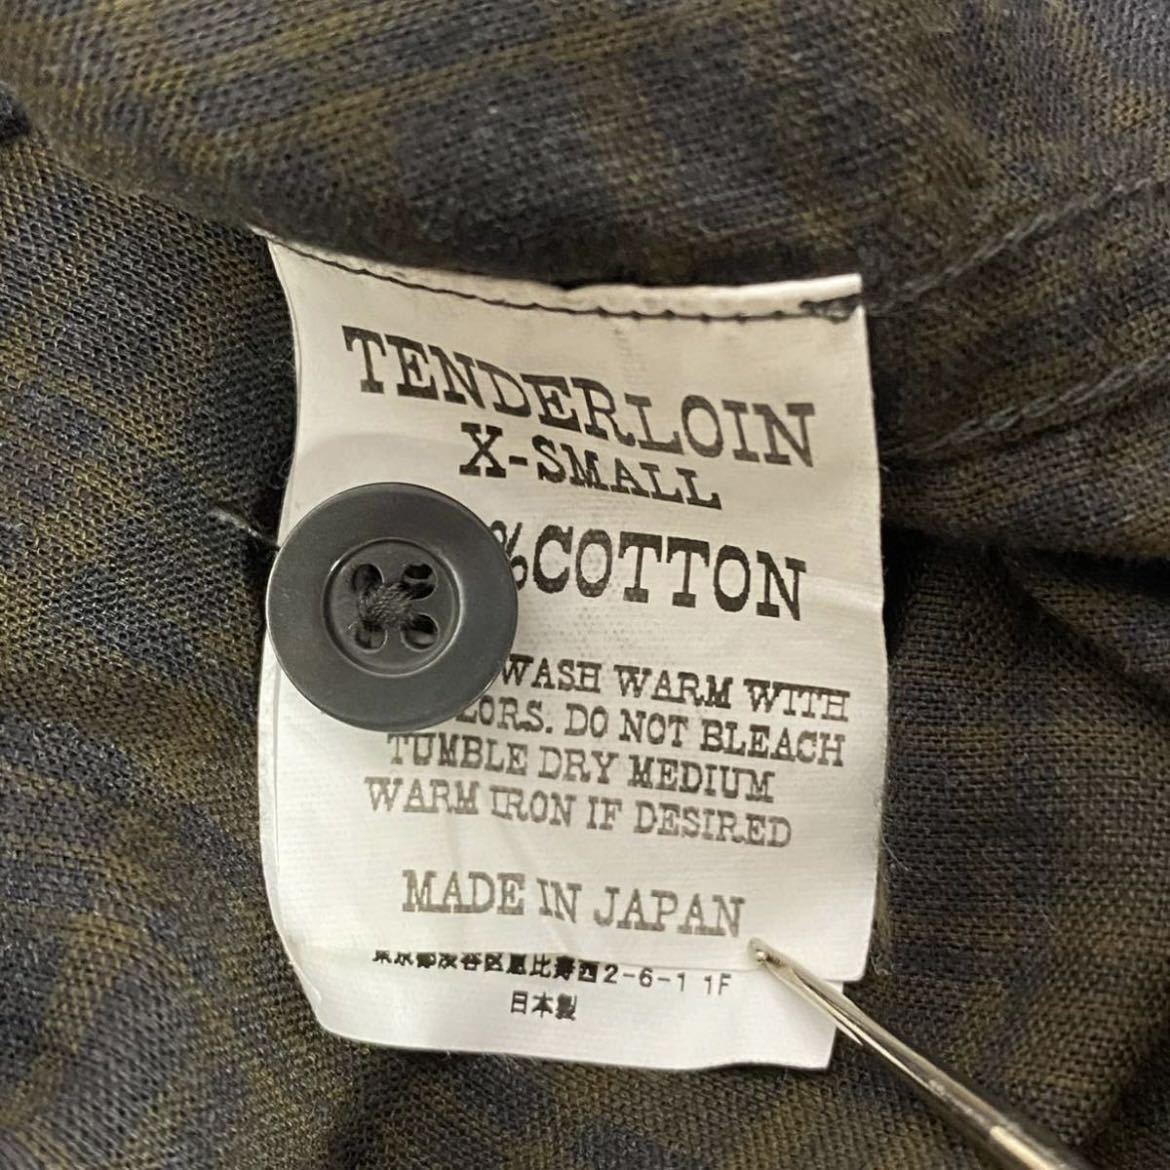 TENDERLOIN
X-SMALL
%COTTON
WASH WARM WITH
LORS. DO NOT BLEACH
TUMBLE DRY MEDIUM
WARM IRON IF DESIRED
MADE IN JAPAN
東京都渋谷区恵比寿西2-6-1 1F
日本製